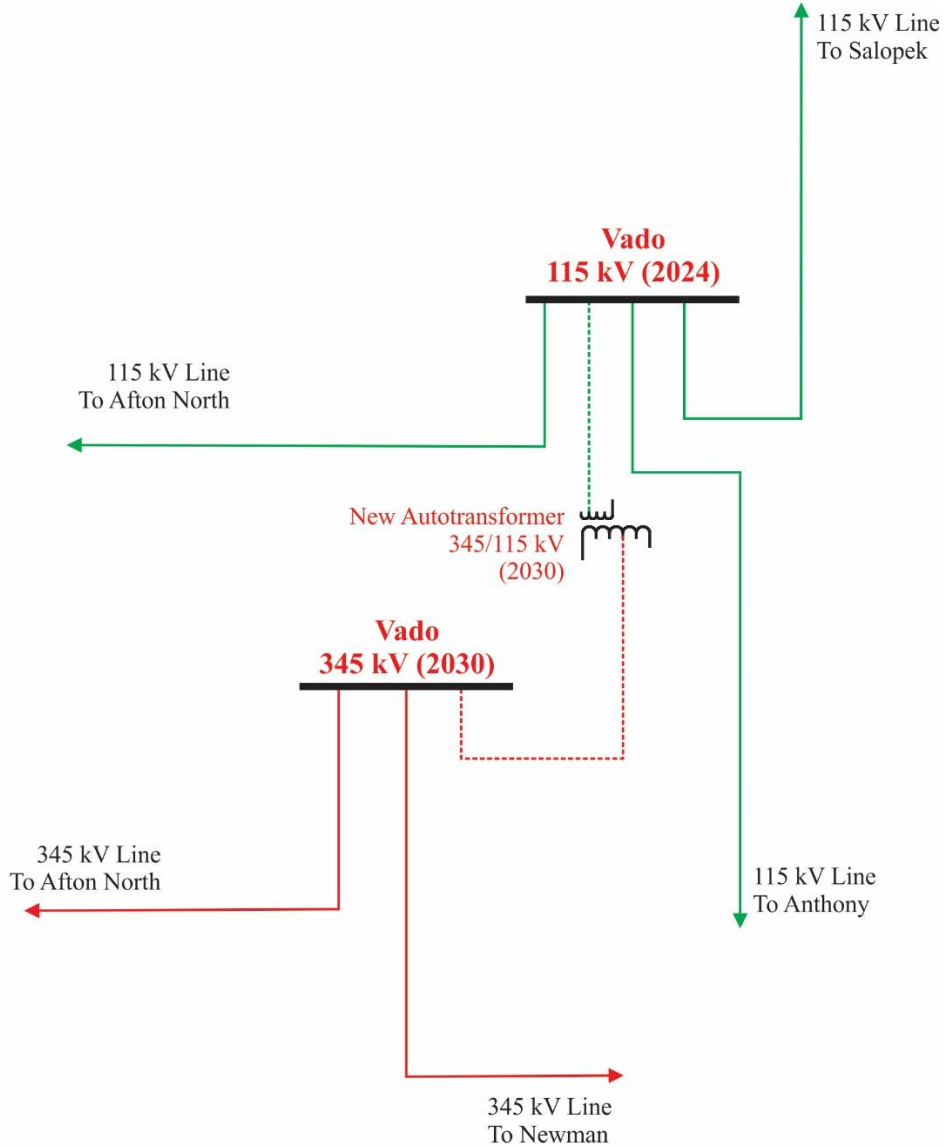 115 kV Line
To Salopek
Vado
115 kV (2024)
115 kV Line
To Afton North
New Autotransformer
345/115 kV
(2030)
Vado
345 kV (2030)
345 kV Line
To Afton North
115 kV Line
To Anthony
345 kV Line
To Newman